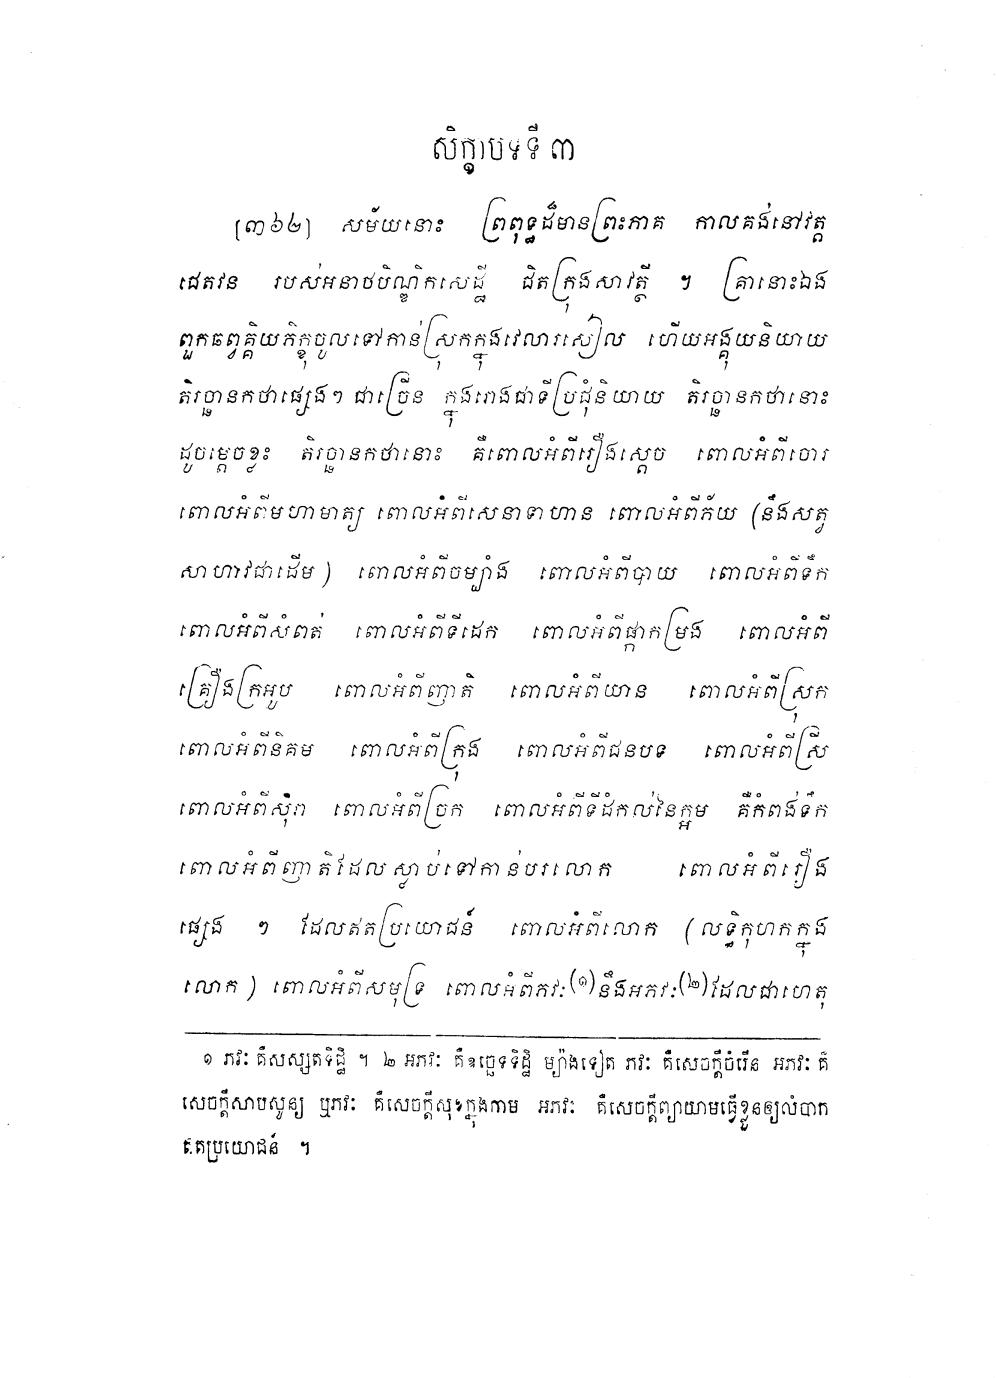 សិក្ខាបទទី ៣
[៣៦២] សម័យនោះ ព្រពុទ្ធដ៏មានព្រះភាគ កាលគង់នៅវត្ត
ជេតវន របស់អនាថបិណ្ឌិកសេដ្ឋី ជិតក្រុងសាវត្ថី ។ គ្រានោះឯង
ពួកឆព្វគ្គិយភិក្ខុចូលទៅកាន់ស្រុកក្នុងវេលារសៀល ហើយអង្គុយនិយាយ
តិរច្ឆានកថាផ្សេងៗ ជាច្រើន ក្នុងរោងជាទីប្រជុំនិយាយ តិរច្ឆានកថានោះ
ដូចម្តេចខ្លះ តិរច្ឆានកថានោះ គឺពោលអំពីរឿងស្តេច ពោលអំពីចោរ
ពោលអំពីមហាមាត្យ ពោលអំពីសេនាទាហាន ពោលអំពីភ័យ (នឹងសត្វ
សាហាវជាដើម) ពោលអំពីចម្បាំង ពោលអំពីបាយ ពោលអំពីទឹក
ពោលអំពីសំពត់ ពោលអំពីទីដេក ពោលអំពីផ្កាកម្រង ពោលអំពី
គ្រឿងក្រអូប ពោលអំពីញាតិ ពោលអំពីយាន ពោលអំពីស្រុក
ពោលអំពីនិគម ពោលអំពីក្រុង ពោលអំពីជនបទ ពោលអំពីស្រី
ពោលអំពីសុរា ពោលអំពីច្រក ពោលអំពីទីដំកល់នៃក្អម គឺកំពង់ទឹក
ពោលអំពីញាតិដែលស្លាប់ទៅកាន់បរលោក ពោលអំពីរឿង
ផ្សេង ៗ ដែលឥតប្រយោជន៍ ពោលអំពីលោក (លទ្ធិកុហកក្នុង
លោក) ពោលអំពីសមុទ្រ ពោលអំពីភវៈ(១)នឹងអភវៈ(២)ដែលជាហេតុ
១ ភវៈ គឺសស្សតទិដ្ឋិ ។ ២ អភវៈ គឺឧច្ឆេទទិដ្ឋិ ម្យ៉ាងទៀត ភវៈ គឺសេចក្តីចំរើន អភវៈ គឺ
សេចក្តីសាបសូន្យ ឬភវៈ គឺសេចក្តីសុខក្នុងកាម អភវៈ គឺសេចក្តីព្យាយាមធ្វើខ្លួនឲ្យលំបាក
ឥតប្រយោជន៍ ។